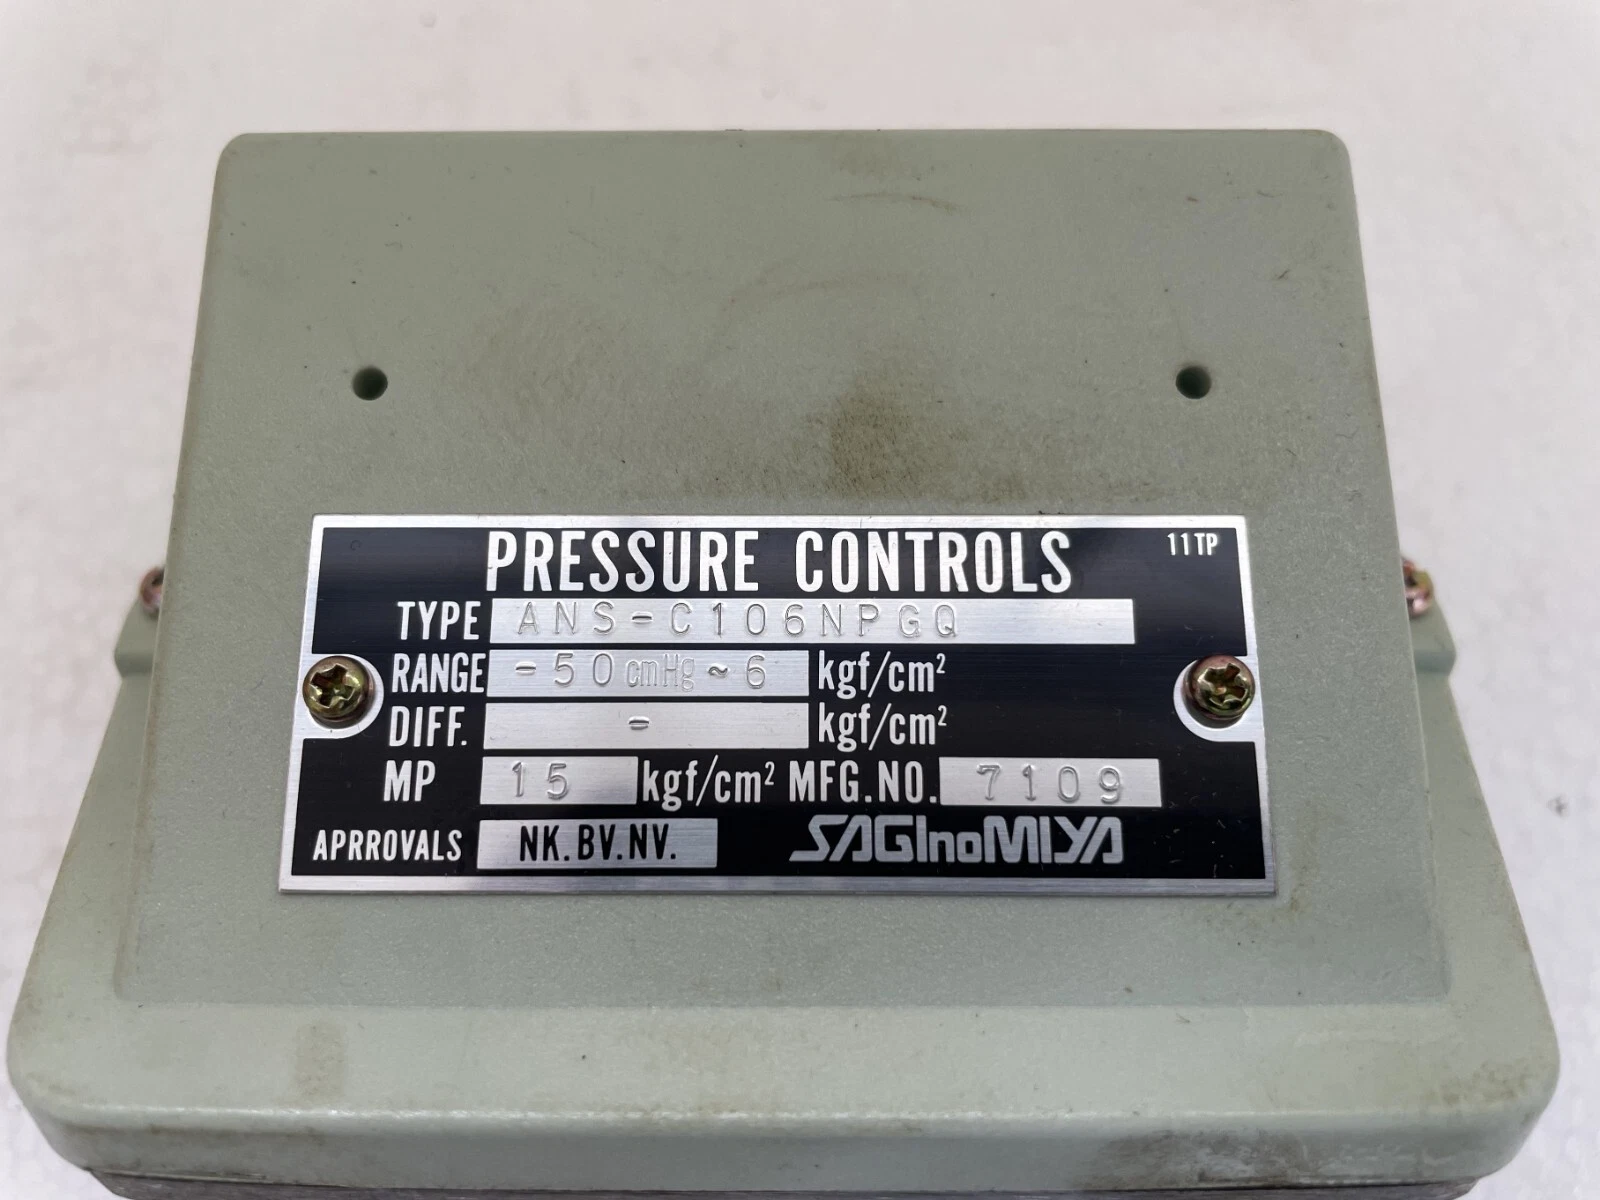 PRESSURE CONTROLS 11TP
TYPE ANS-C106NPGQ
RANGE -50cmHg~6 kgf/cm²
DIFF. - kgf/cm²
MP 15 kgf/cm² MFG.NO. 7109
APRROVALS NK.BV.NV. SAGInoMIYA